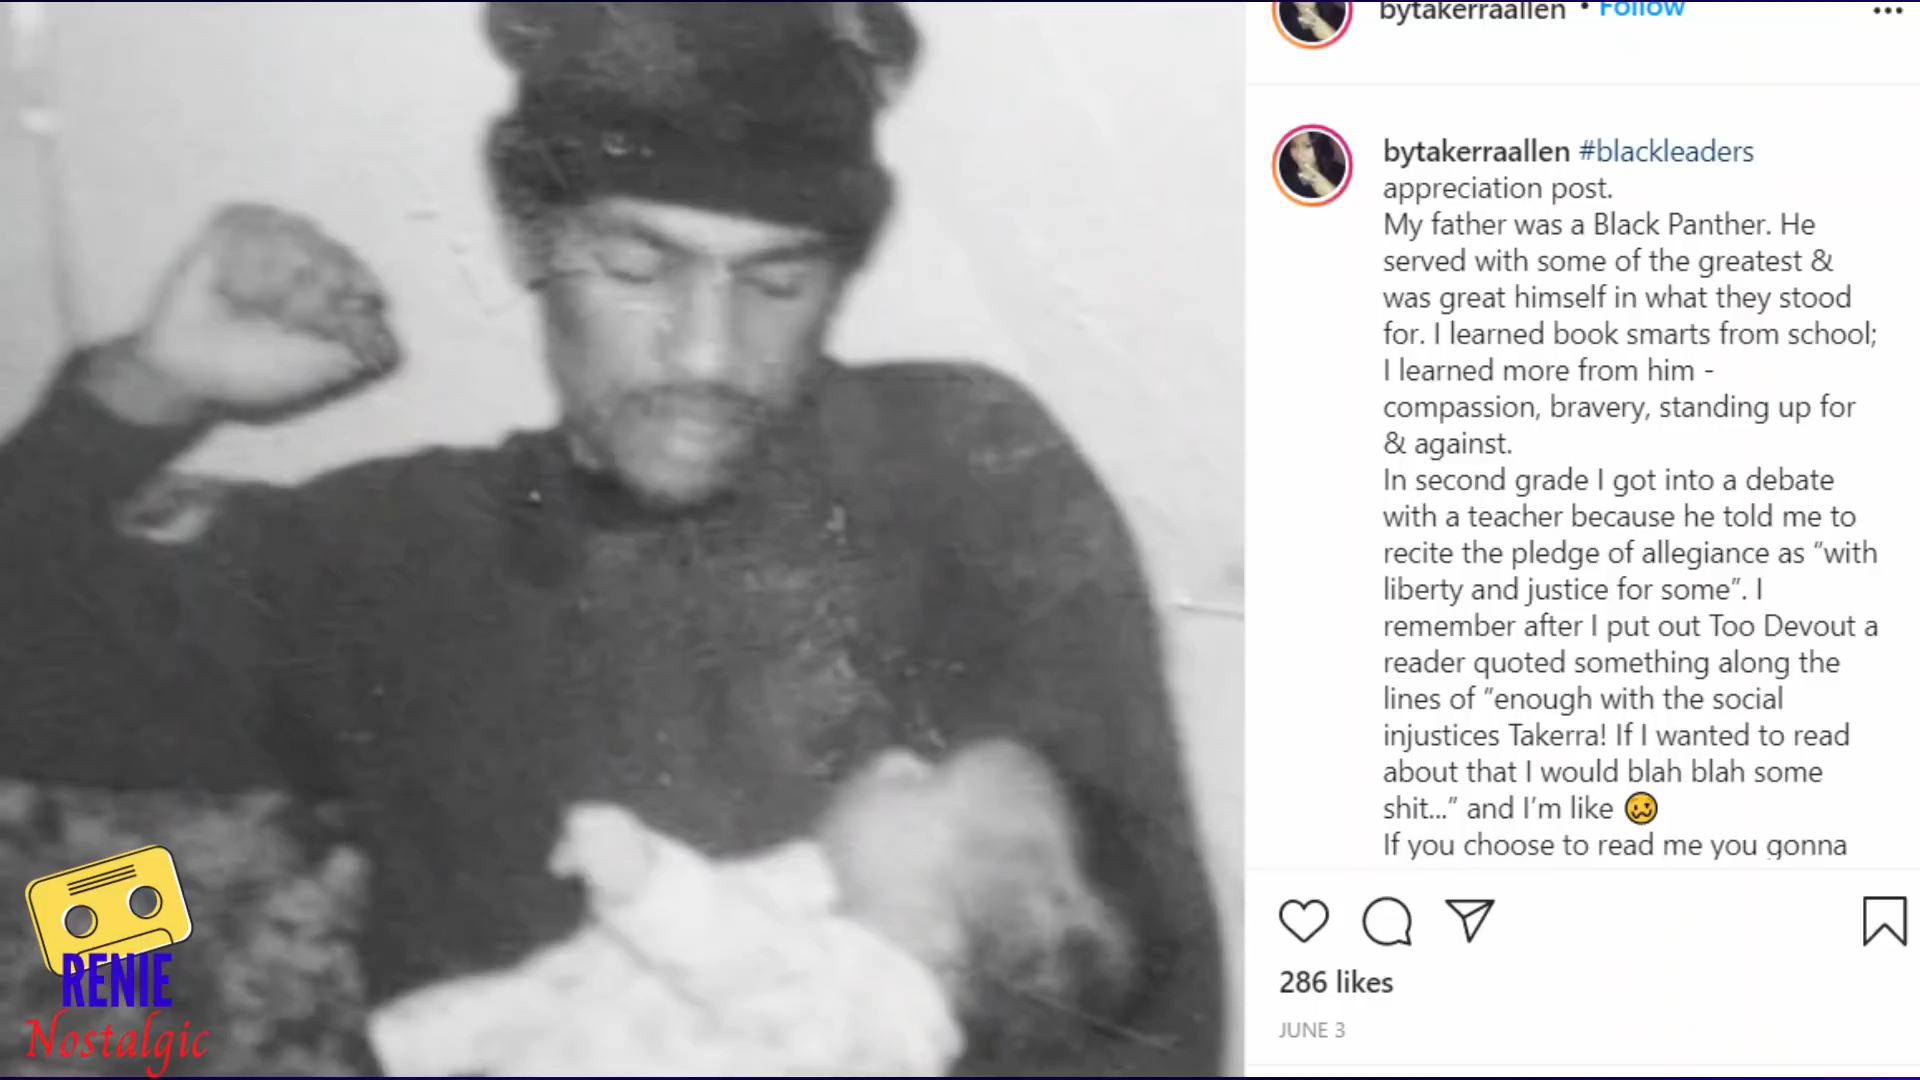 bytakerraallen • Follow
bytakerraallen #blackleaders
appreciation post.
My father was a Black Panther. He
served with some of the greatest &
was great himself in what they stood
for. I learned book smarts from school;
I learned more from him -
compassion, bravery, standing up for
& against.
In second grade I got into a debate
with a teacher because he told me to
recite the pledge of allegiance as “with
liberty and justice for some”. I
remember after I put out Too Devout a
reader quoted something along the
lines of “enough with the social
injustices Takerra! If I wanted to read
about that I would blah blah some
shit...” and I’m like 🥴
If you choose to read me you gonna
286 likes
JUNE 3
RENIE
Nostalgic